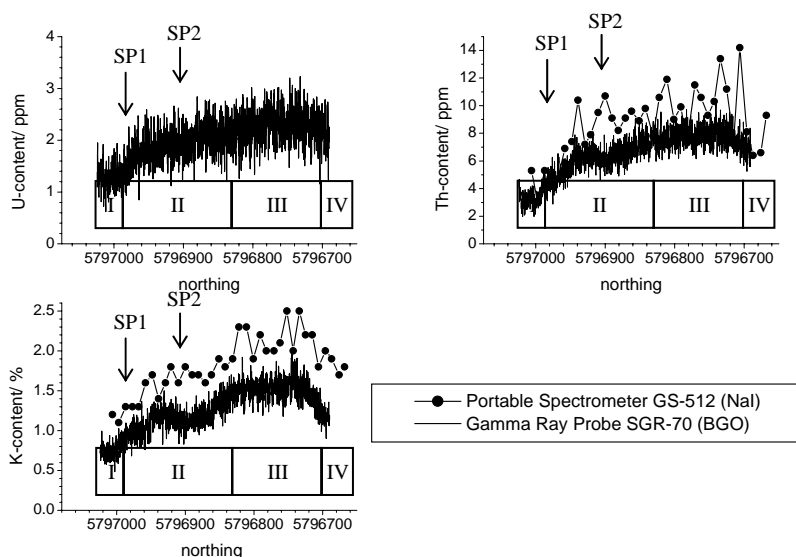 SP1
SP2
4
3
2
1
0
U-content/ ppm
I II III IV
5797000 5796900 5796800 5796700
northing
SP1
SP2
14
12
10
8
6
4
2
0
Th-content/ ppm
I II III IV
5797000 5796900 5796800 5796700
northing
SP1
SP2
2.5
2.0
1.5
1.0
0.5
0.0
K-content/ %
I II III IV
5797000 5796900 5796800 5796700
northing
Portable Spectrometer GS-512 (NaI)
Gamma Ray Probe SGR-70 (BGO)